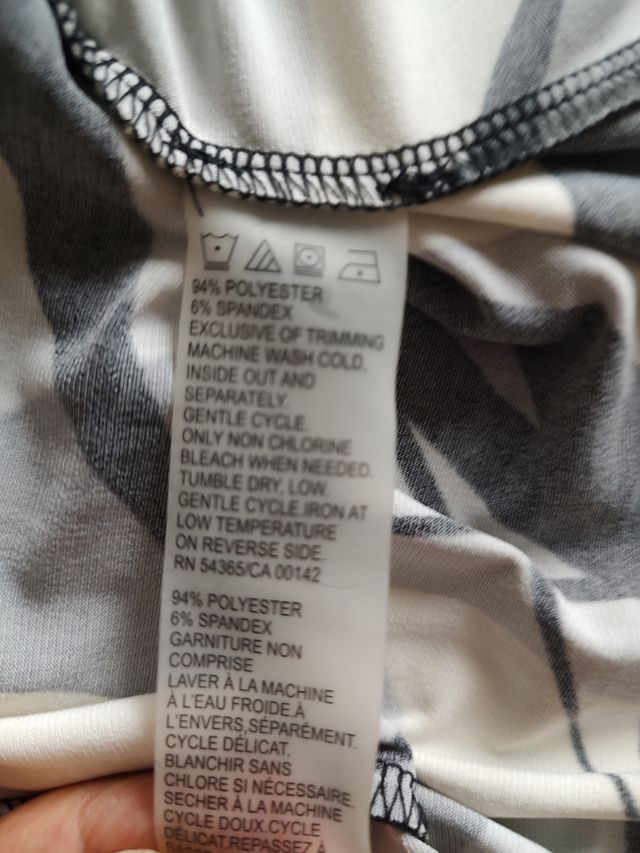 94% POLYESTER
6% SPANDEX
EXCLUSIVE OF TRIMMING
MACHINE WASH COLD,
INSIDE OUT AND
SEPARATELY.
GENTLE CYCLE.
ONLY NON CHLORINE
BLEACH WHEN NEEDED.
TUMBLE DRY, LOW.
GENTLE CYCLE.IRON AT
LOW TEMPERATURE
ON REVERSE SIDE.
RN 54365/CA 00142
94% POLYESTER
6% SPANDEX
GARNITURE NON
COMPRISE
LAVER À LA MACHINE
À L'EAU FROIDE.À
L'ENVERS,SÉPARÉMENT.
CYCLE DÉLICAT.
BLANCHIR SANS
CHLORE SI NÉCESSAIRE.
SECHER À LA MACHINE
CYCLE DOUX.CYCLE
DÉLICAT.REPASSEZ À